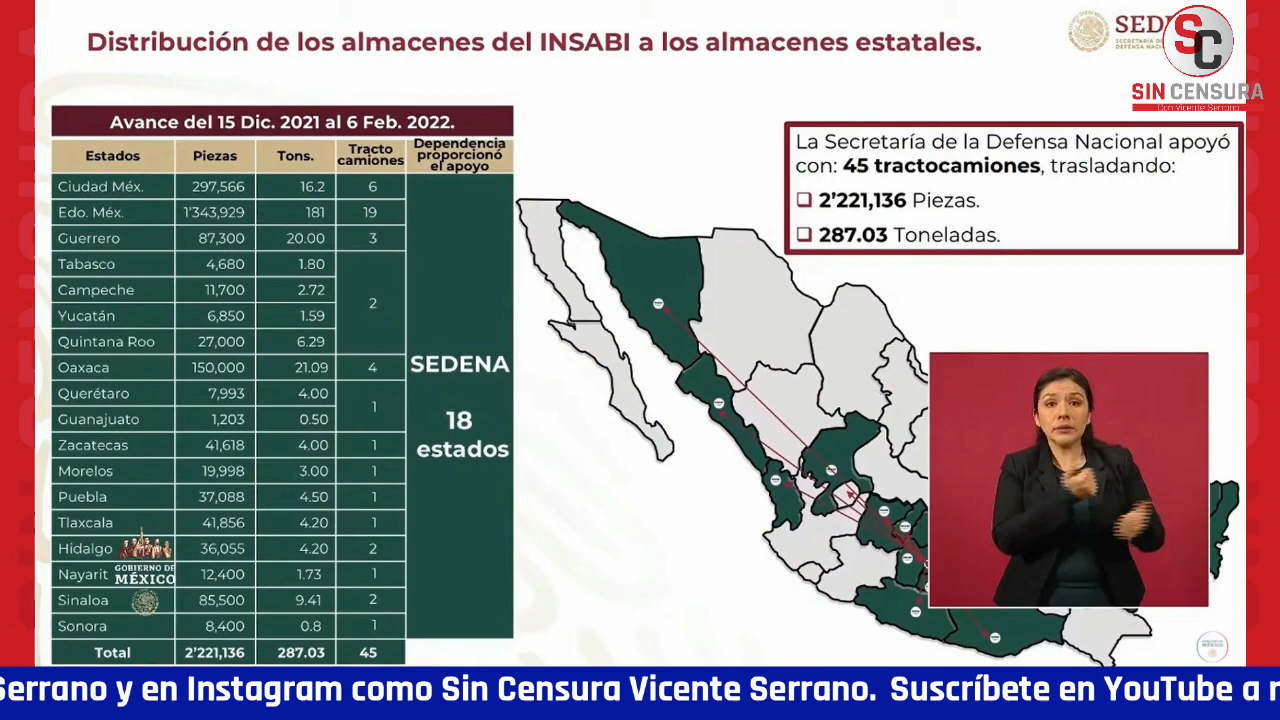 Distribución de los almacenes del INSABI a los almacenes estatales.
SIN CENSURA
Con Vicente Serrano
Avance del 15 Dic. 2021 al 6 Feb. 2022.
Estados Piezas Tons. Tracto camiones Dependencia proporcionó el apoyo
Ciudad Méx. 297,566 16.2 6
Edo. Méx. 1'343,929 181 19
Guerrero 87,300 20.00 3
Tabasco 4,680 1.80
Campeche 11,700 2.72
2
Yucatán 6,850 1.59
Quintana Roo 27,000 6.29
Oaxaca 150,000 21.09 4
SEDENA
Querétaro 7,993 4.00
1
Guanajuato 1,203 0.50
18
estados
Zacatecas 41,618 4.00 1
Morelos 19,998 3.00 1
Puebla 37,088 4.50 1
Tlaxcala 41,856 4.20 1
Hidalgo 36,055 4.20 2
Nayarit 12,400 1.73 1
GOBIERNO DE
MÉXICO
Sinaloa 85,500 9.41 2
Sonora 8,400 0.8 1
Total 2'221,136 287.03 45
La Secretaría de la Defensa Nacional apoyó
con: 45 tractocamiones, trasladando:
2'221,136 Piezas.
287.03 Toneladas.
Serrano y en Instagram como Sin Censura Vicente Serrano. Suscríbete en YouTube a